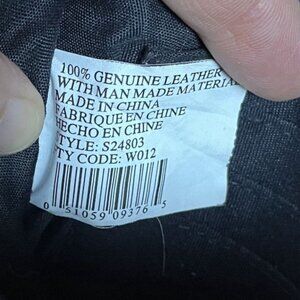 100% GENUINE LEATHER
WITH MAN MADE MATERIAL
MADE IN CHINA
FABRIQUE EN CHINE
HECHO EN CHINE
STYLE: S24803
TY CODE: W012
0 51059 09376 5